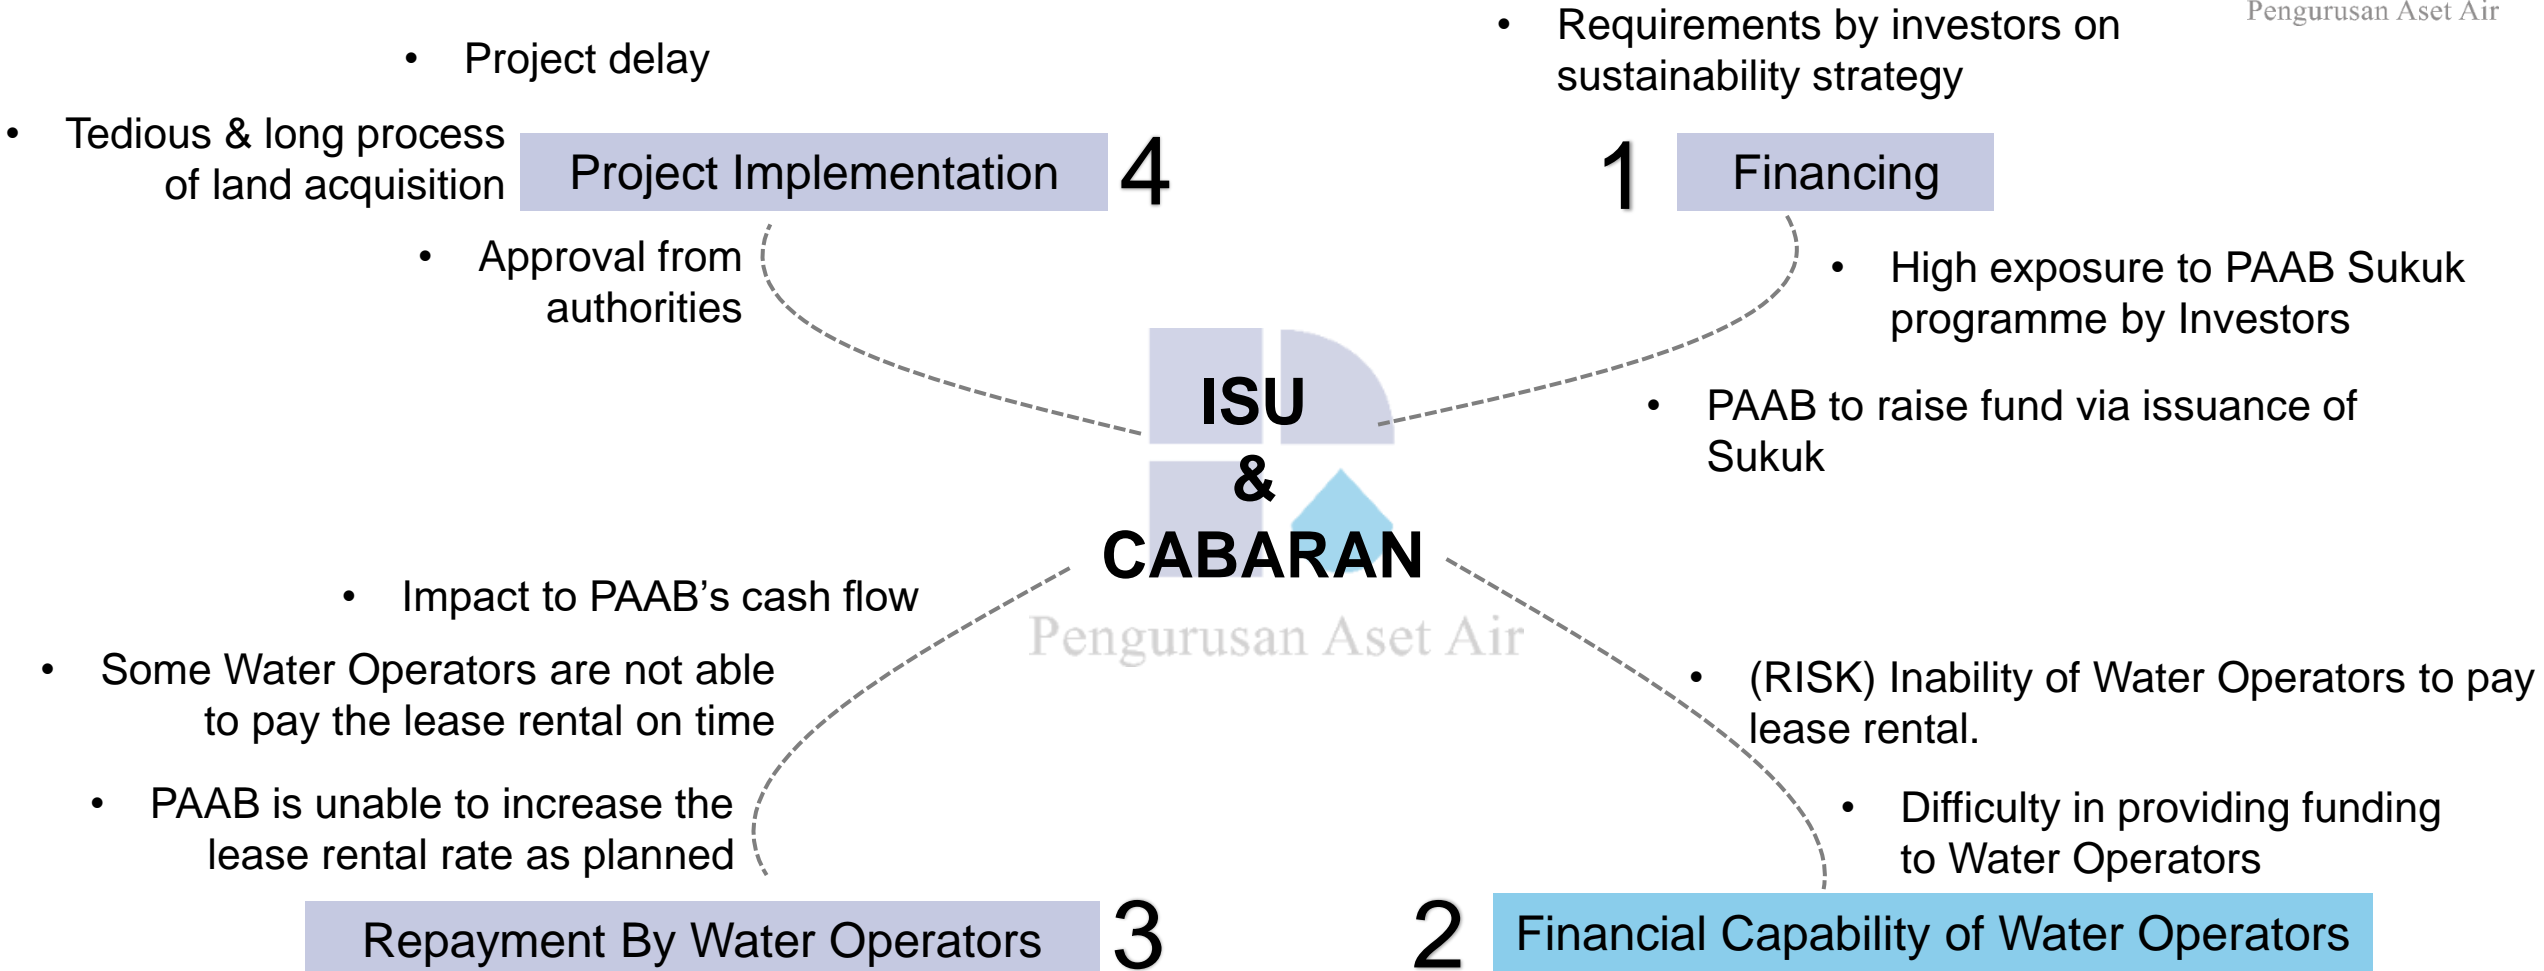 Pengurusan Aset Air
• Requirements by investors on
sustainability strategy
1 Financing
• High exposure to PAAB Sukuk
programme by Investors
• PAAB to raise fund via issuance of
Sukuk
• Project delay
• Tedious & long process
of land acquisition
Project Implementation 4
• Approval from
authorities
ISU
&
CABARAN
Pengurusan Aset Air
• (RISK) Inability of Water Operators to pay
lease rental.
• Difficulty in providing funding
to Water Operators
2 Financial Capability of Water Operators
• Impact to PAAB’s cash flow
• Some Water Operators are not able
to pay the lease rental on time
• PAAB is unable to increase the
lease rental rate as planned
Repayment By Water Operators 3